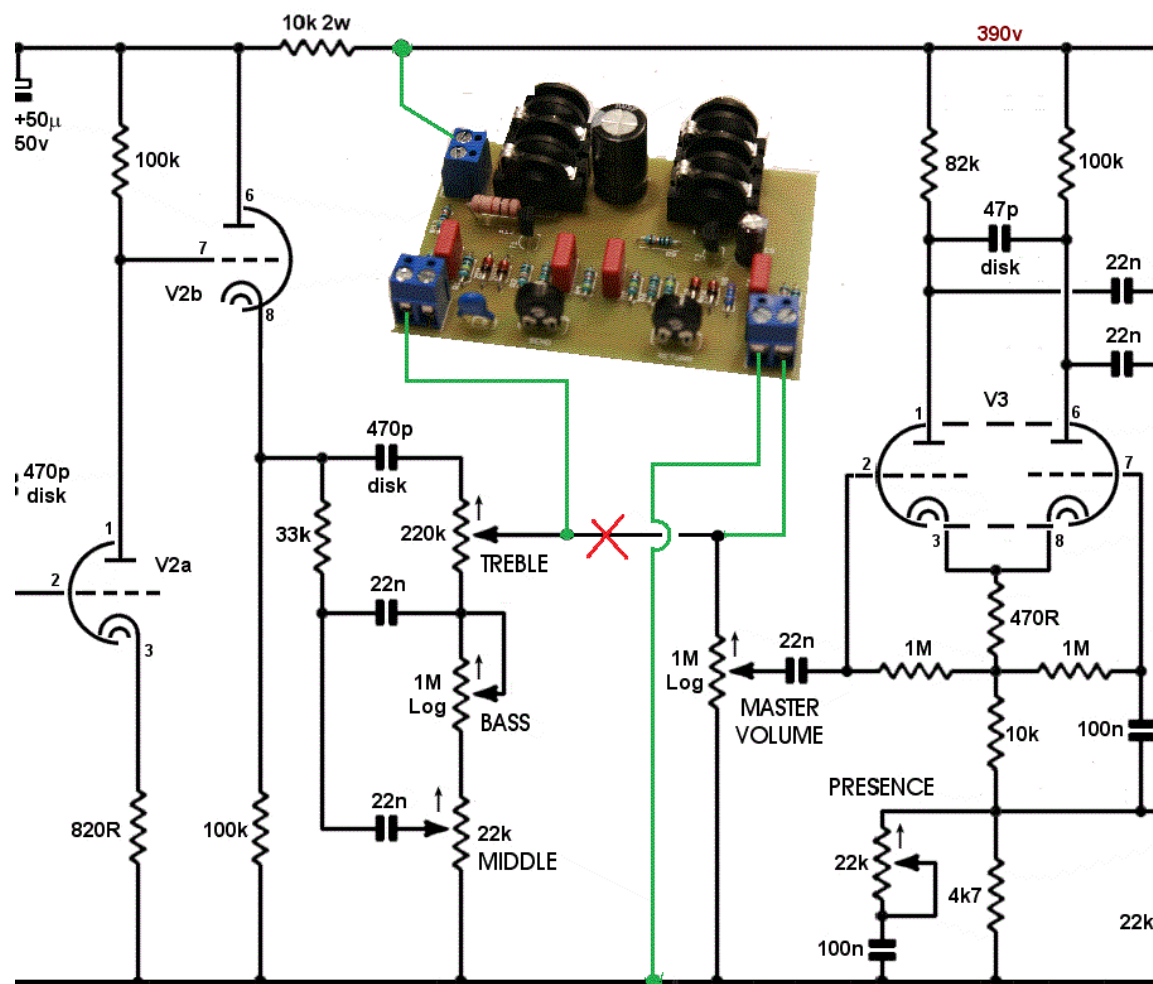 10k 2w
390v
+50µ
50v
100k
82k
100k
47p
disk
22n
22n
6
7
V2b
8
1
V3
6
2
7
3
8
470p
disk
1
V2a
2
3
470p
disk
33k
220k
TREBLE
22n
1M
Log
BASS
22n
22k
MIDDLE
820R
100k
1M
Log
22n
MASTER
VOLUME
470R
1M
1M
10k
100n
PRESENCE
22k
4k7
100n
22k